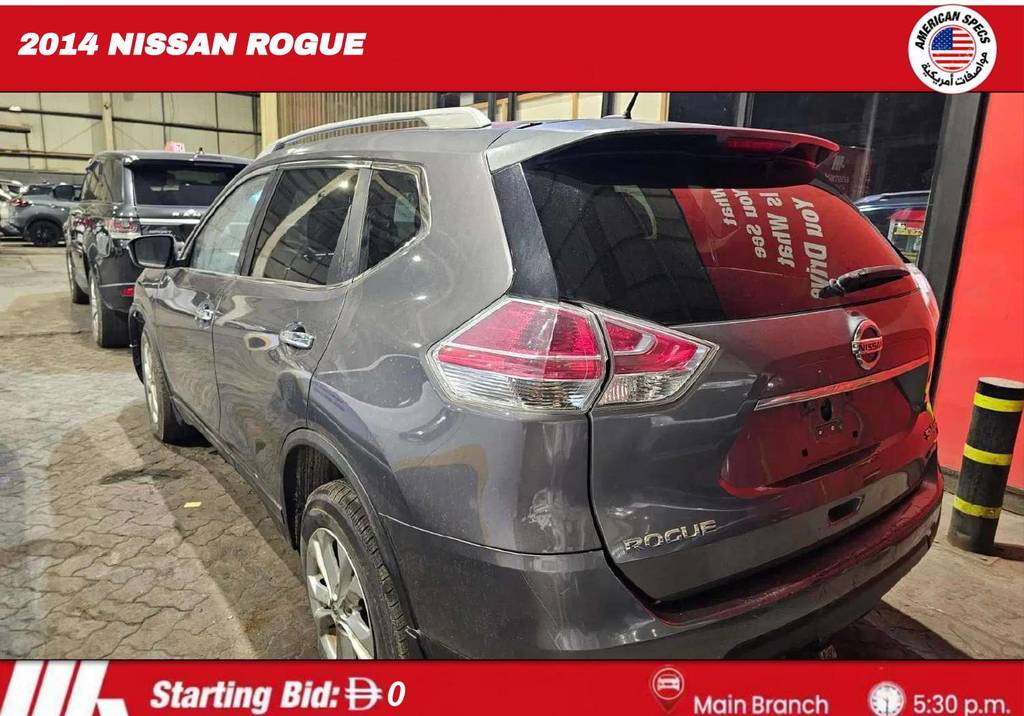 2014 NISSAN ROGUE
AMERICAN SPECS
مواصفات أمريكية
You Drive
Is What
You See
What
NISSAN
ROGUE
Starting Bid: 0
Main Branch
5:30 p.m.